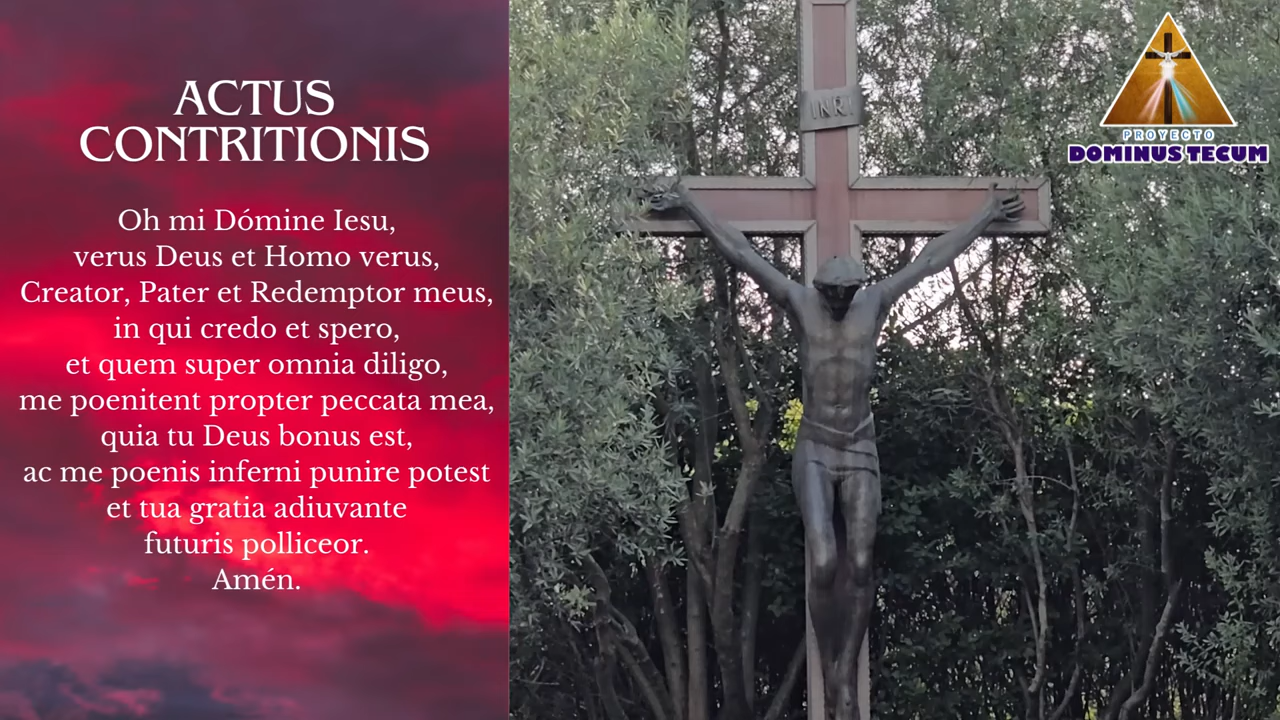 ACTUS
CONTRITIONIS
Oh mi Dómine Iesu,
verus Deus et Homo verus,
Creator, Pater et Redemptor meus,
in qui credo et spero,
et quem super omnia diligo,
me poenitent propter peccata mea,
quia tu Deus bonus est,
ac me poenis inferni punire potest
et tua gratia adiuvante
futuris polliceor.
Amén.
INRI
PROYECTO
DOMINUS TECUM